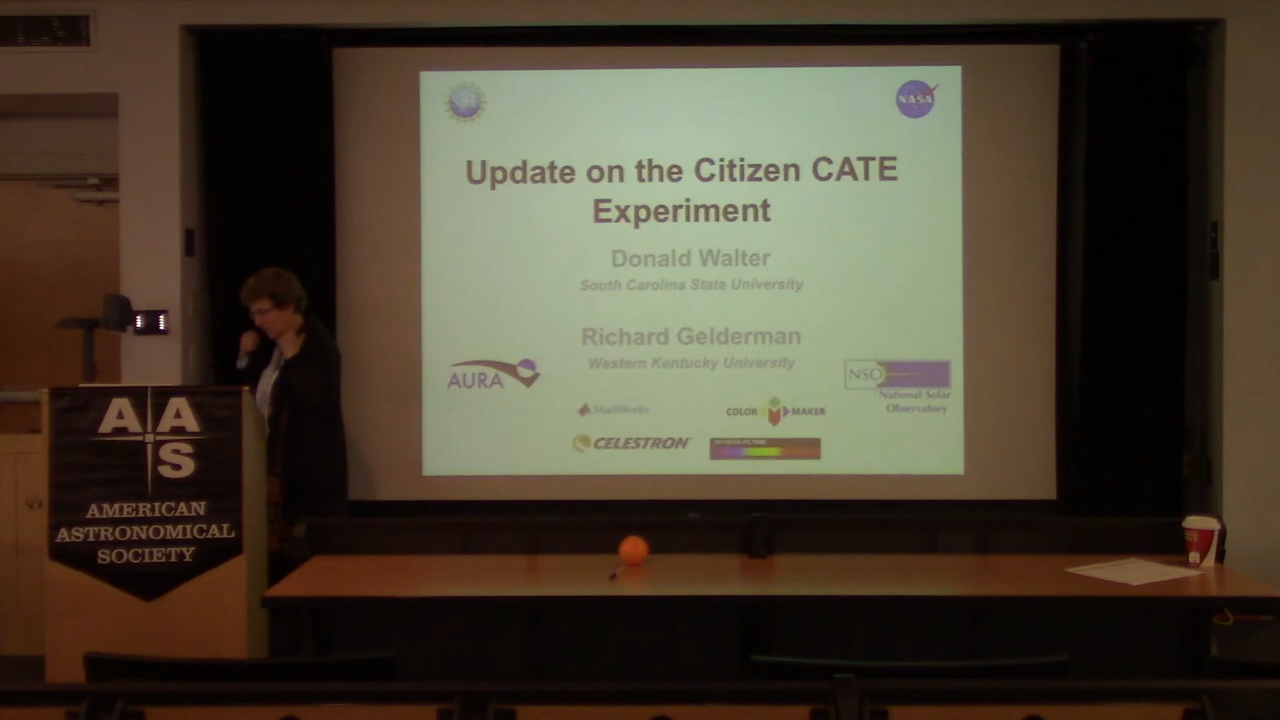 NASA
Update on the Citizen CATE
Experiment
Donald Walter
South Carolina State University
Richard Gelderman
Western Kentucky University
AURA
NSO
National Solar
Observatory
MathWorks
COLOR MAKER
CELESTRON
A A
S
AMERICAN
ASTRONOMICAL
SOCIETY